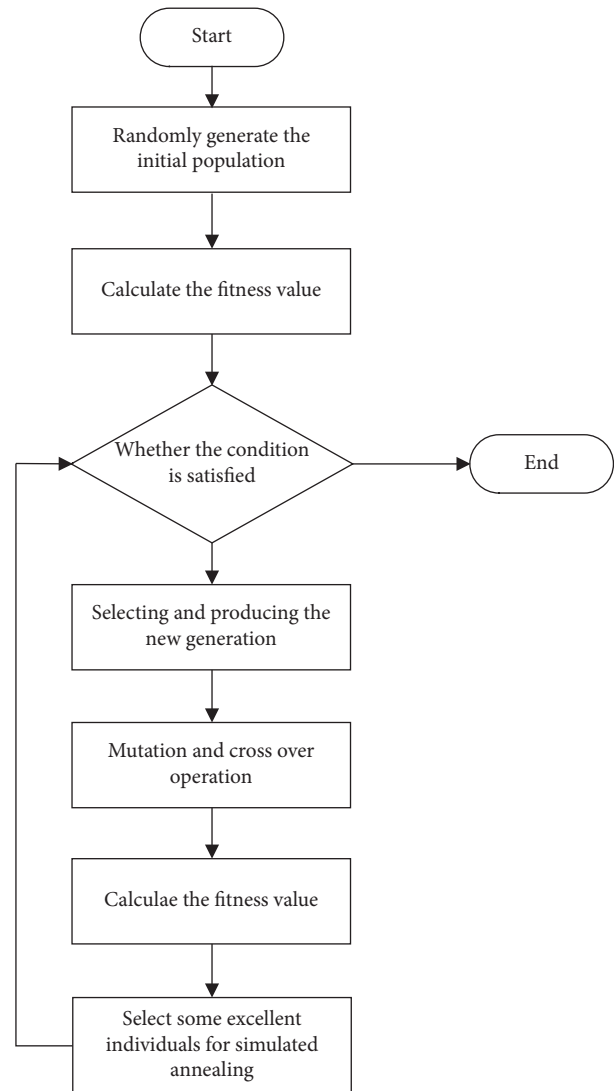 Start
Randomly generate the
initial population
Calculate the fitness value
Whether the condition
is satisfied
End
Selecting and producing the
new generation
Mutation and cross over
operation
Calculae the fitness value
Select some excellent
individuals for simulated
annealing